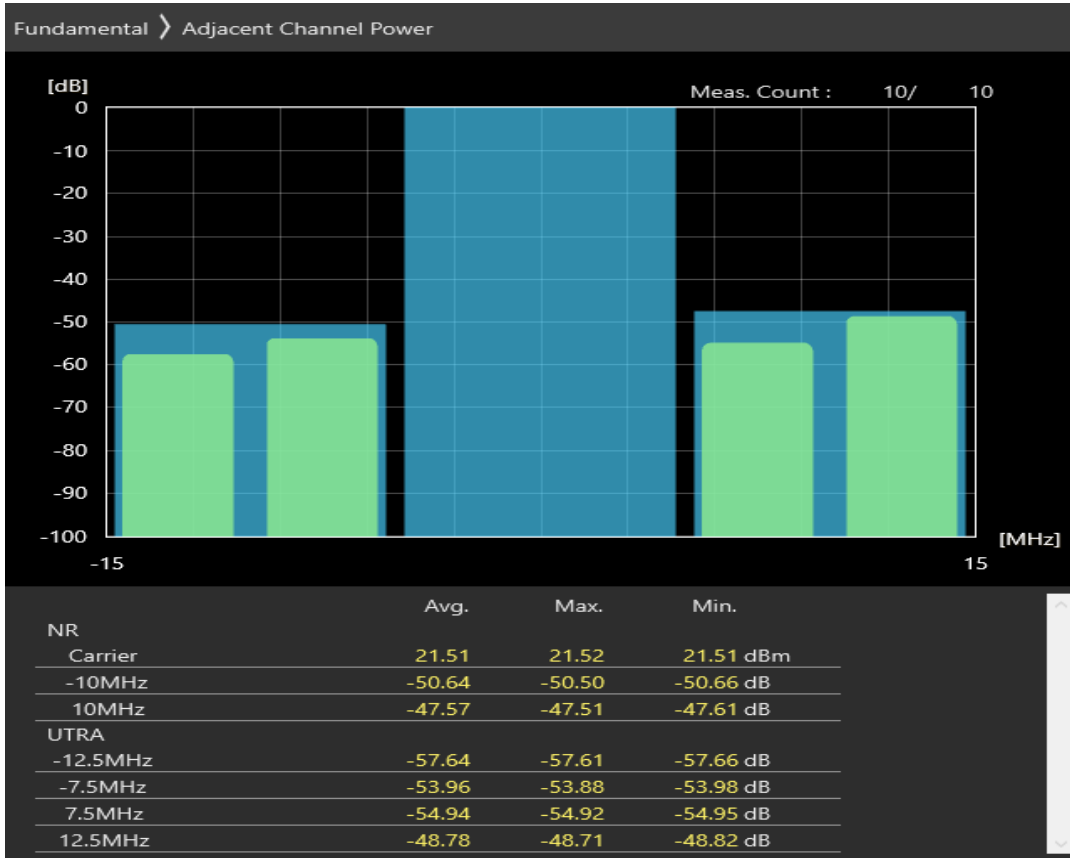 Fundamental ❭ Adjacent Channel Power
[dB]
Meas. Count : 10/ 10
0
-10
-20
-30
-40
-50
-60
-70
-80
-90
-100
[MHz]
-15 15
Avg. Max. Min.
NR
Carrier 21.51 21.52 21.51 dBm
-10MHz -50.64 -50.50 -50.66 dB
10MHz -47.57 -47.51 -47.61 dB
UTRA
-12.5MHz -57.64 -57.61 -57.66 dB
-7.5MHz -53.96 -53.88 -53.98 dB
7.5MHz -54.94 -54.92 -54.95 dB
12.5MHz -48.78 -48.71 -48.82 dB